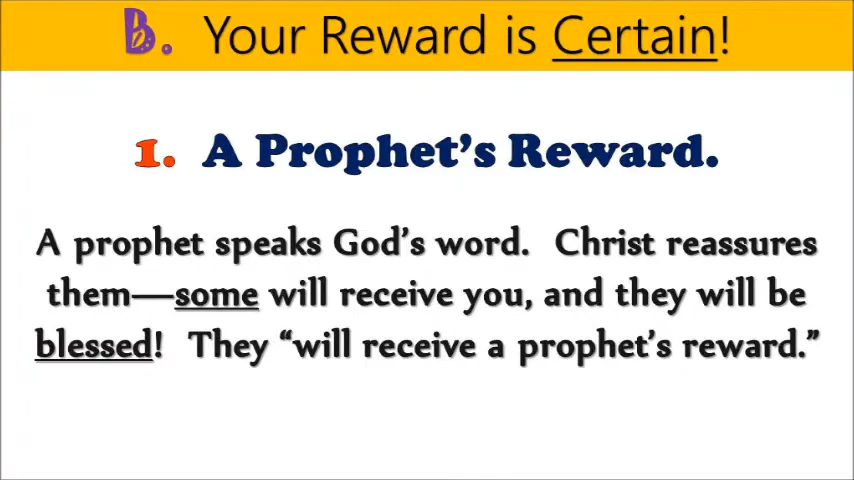 B. Your Reward is Certain!
1. A Prophet’s Reward.
A prophet speaks God’s word. Christ reassures
them—some will receive you, and they will be
blessed! They “will receive a prophet’s reward.”